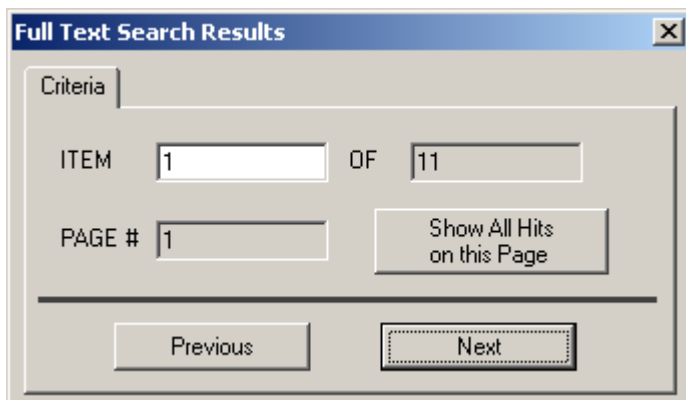 Full Text Search Results
Criteria
ITEM 1 OF 11
PAGE # 1 Show All Hits
on this Page
Previous Next